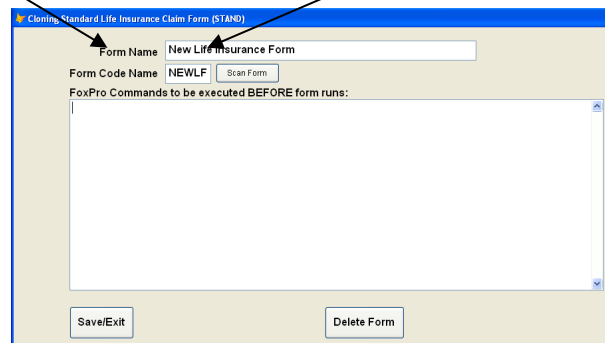 Cloning Standard Life Insurance Claim Form (STAND)
Form Name New Life Insurance Form
Form Code Name NEWLF Scan Form
FoxPro Commands to be executed BEFORE form runs:
Save/Exit Delete Form